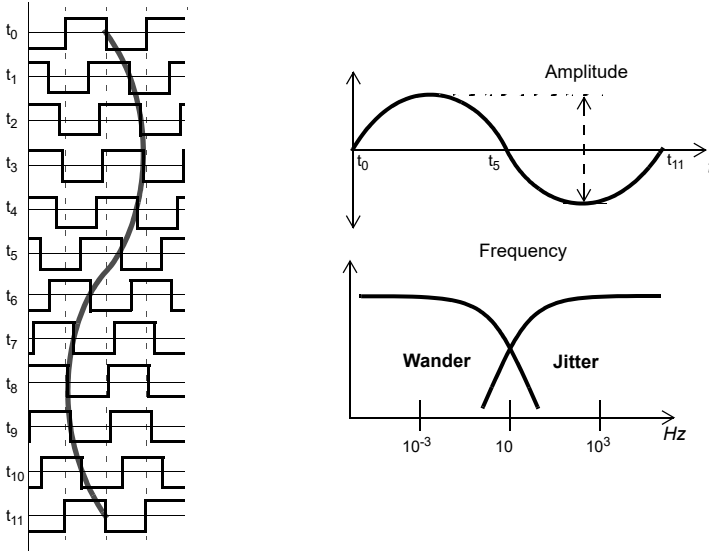 t0
t1
t2
t3
t4
t5
t6
t7
t8
t9
t10
t11
Amplitude
t0
t5
t11
Frequency
Wander
Jitter
10-3
10
103
Hz